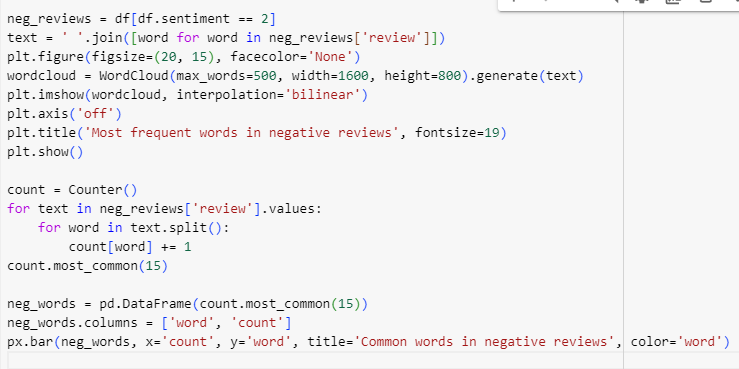 neg_reviews = df[df.sentiment == 2]
text = ' '.join([word for word in neg_reviews['review']])
plt.figure(figsize=(20, 15), facecolor='None')
wordcloud = WordCloud(max_words=500, width=1600, height=800).generate(text)
plt.imshow(wordcloud, interpolation='bilinear')
plt.axis('off')
plt.title('Most frequent words in negative reviews', fontsize=19)
plt.show()

count = Counter()
for text in neg_reviews['review'].values:
    for word in text.split():
        count[word] += 1
count.most_common(15)

neg_words = pd.DataFrame(count.most_common(15))
neg_words.columns = ['word', 'count']
px.bar(neg_words, x='count', y='word', title='Common words in negative reviews', color='word')